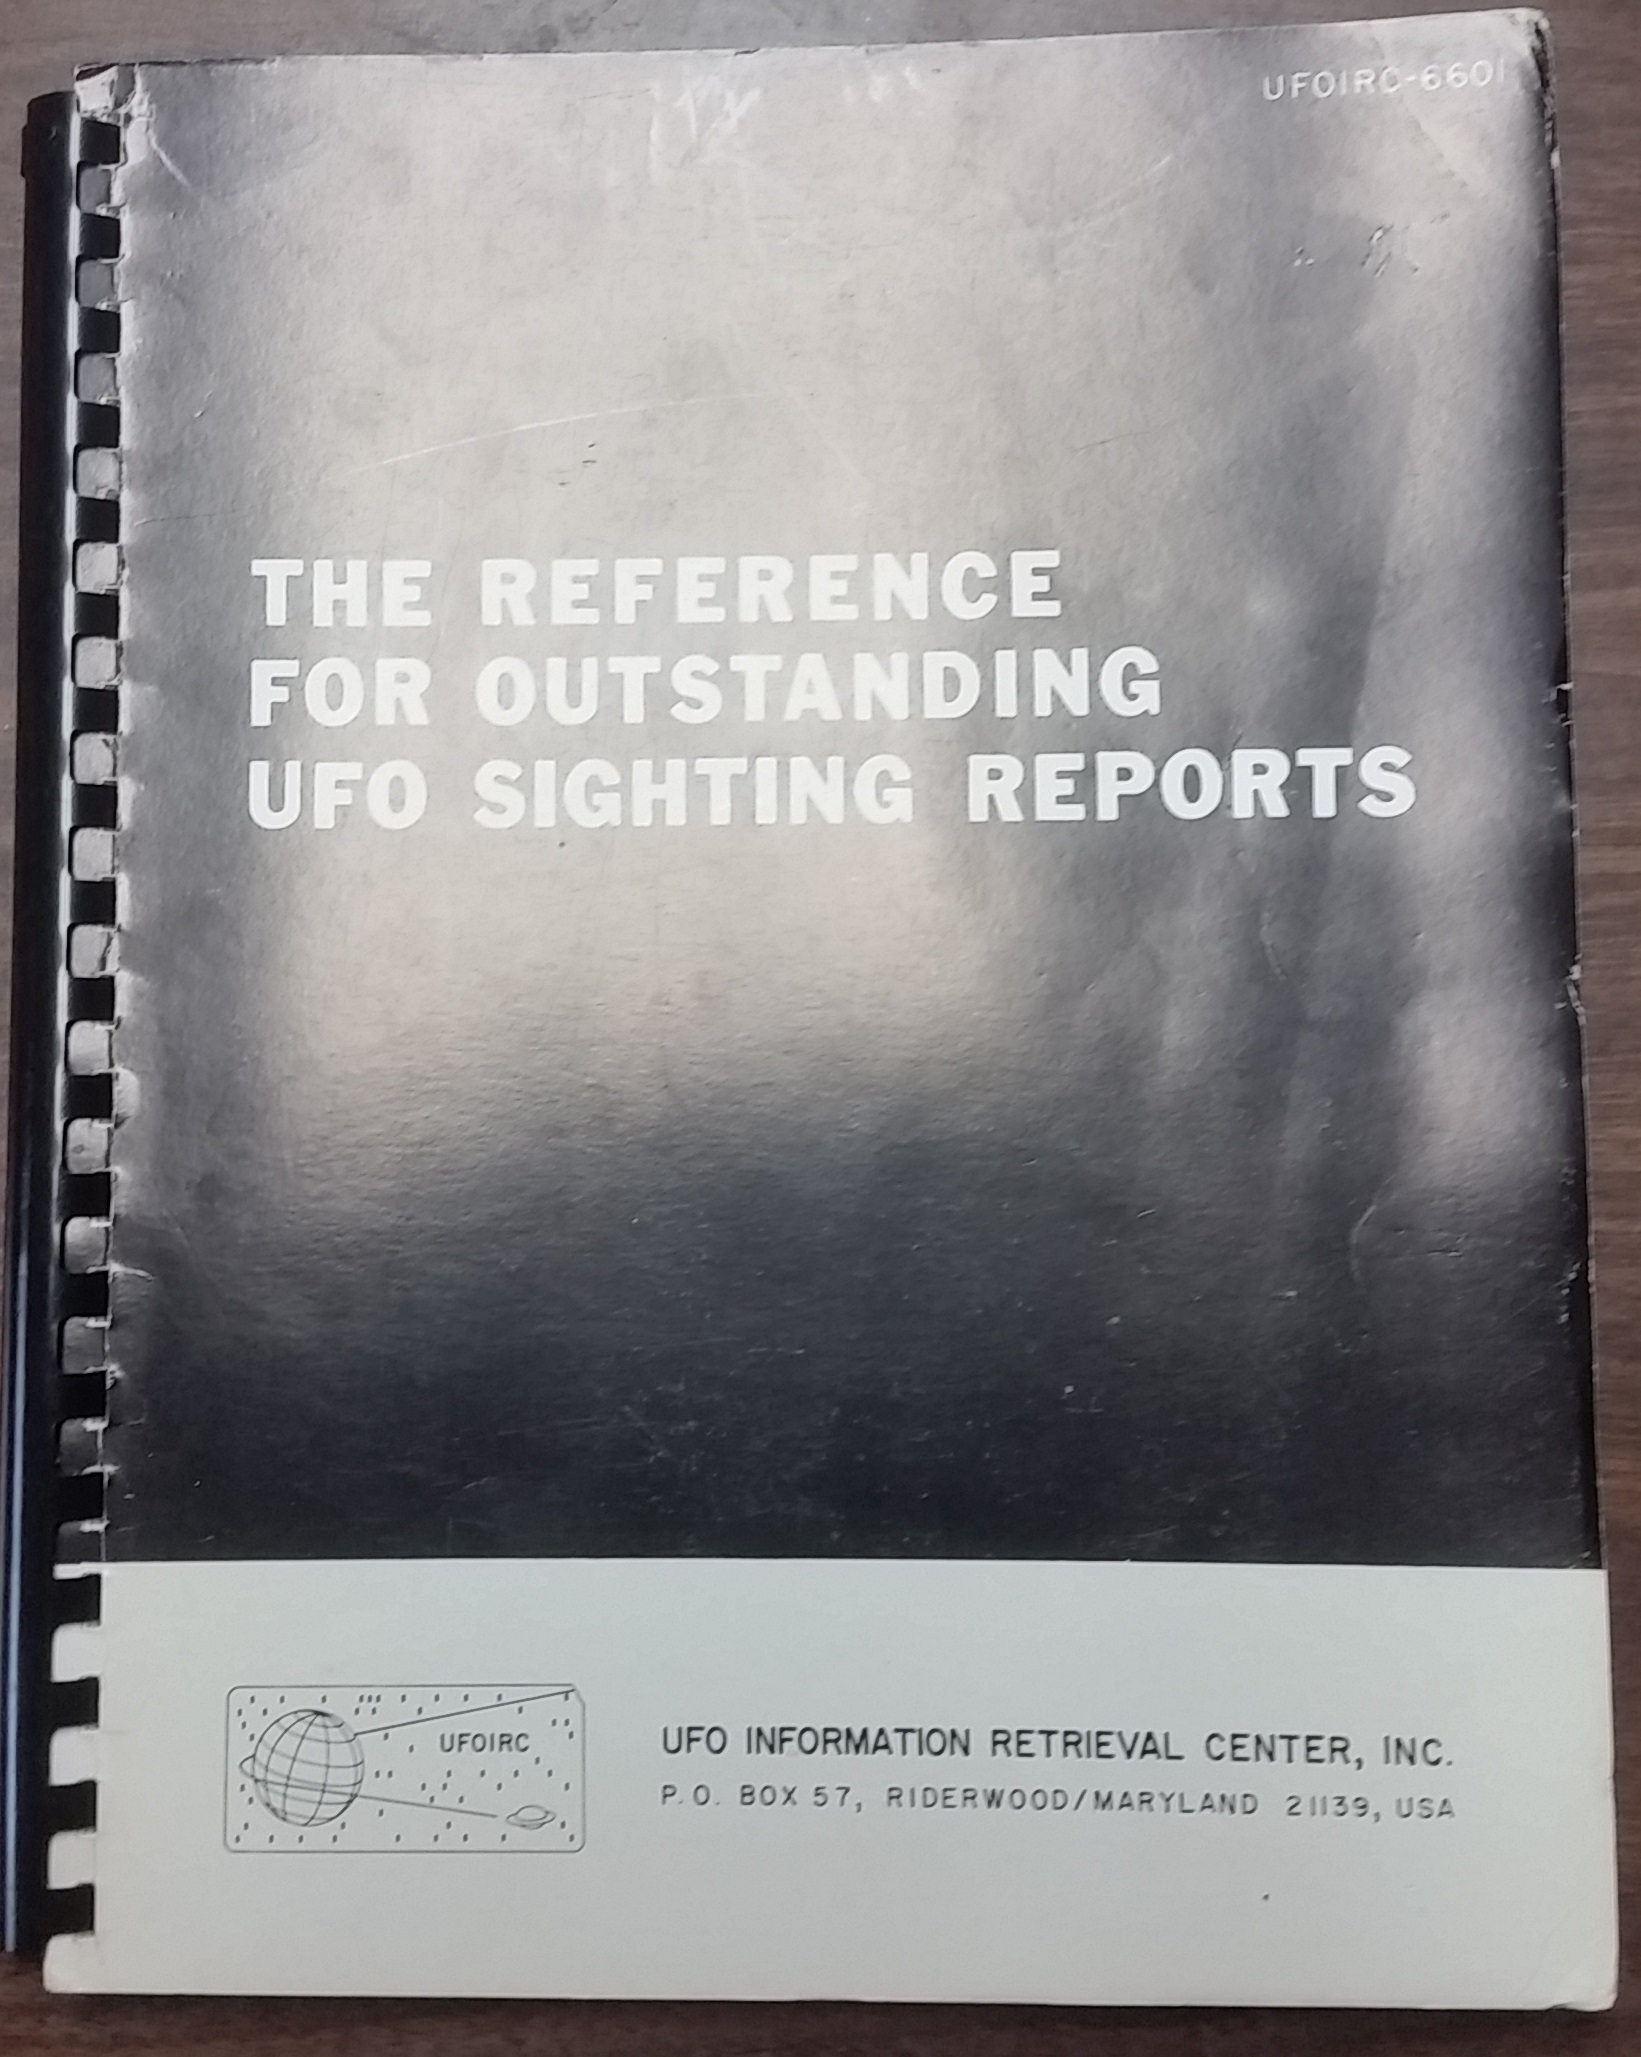 UFOIRC-6601
THE REFERENCE
FOR OUTSTANDING
UFO SIGHTING REPORTS
UFOIRC
UFO INFORMATION RETRIEVAL CENTER, INC.
P.O. BOX 57, RIDERWOOD/MARYLAND 21139, USA